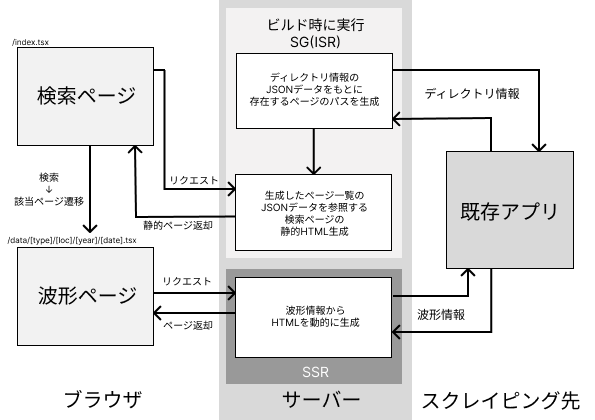 /index.tsx
検索ページ
検索
↓
該当ページ遷移
/data/[type]/[loc]/[year]/[date].tsx
波形ページ
ブラウザ
リクエスト
静的ページ返却
リクエスト
ページ返却
ビルド時に実行
SG(ISR)
ディレクトリ情報の
JSONデータをもとに
存在するページのパスを生成
生成したページ一覧の
JSONデータを参照する
検索ページの
静的HTML生成
波形情報から
HTMLを動的に生成
SSR
サーバー
ディレクトリ情報
既存アプリ
波形情報
スクレイピング先